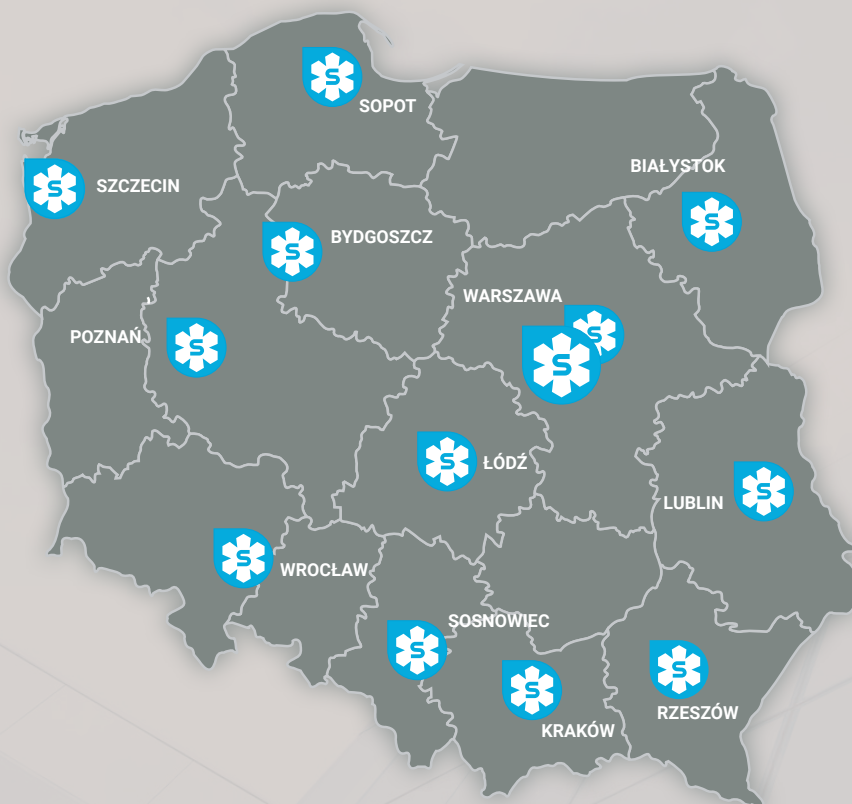 S
SOPOT
BIAŁYSTOK
S
SZCZECIN
S
BYDGOSZCZ
S
WARSZAWA
S
S
POZNAŃ
S
S
ŁÓDŹ
S
LUBLIN
S
WROCŁAW
S
SOSNOWIEC
S
S
KRAKÓW
S
RZESZÓW